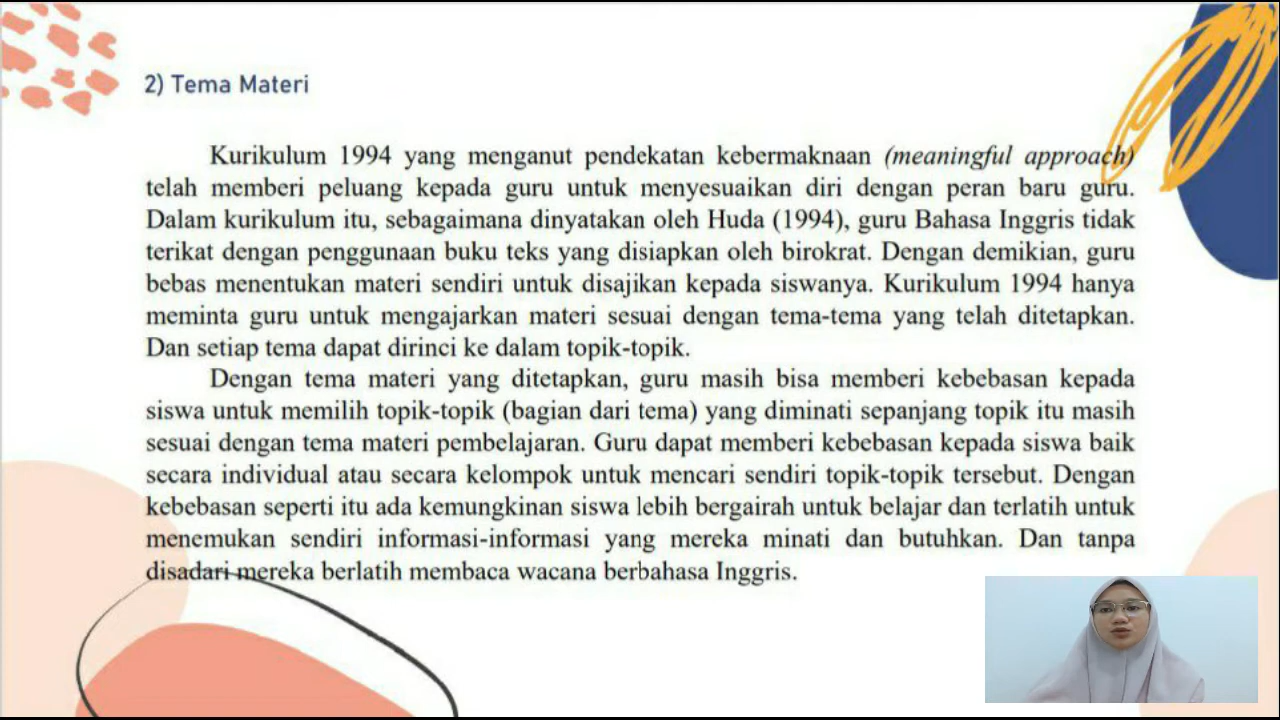 2) Tema Materi
Kurikulum 1994 yang menganut pendekatan kebermaknaan (meaningful approach)
telah memberi peluang kepada guru untuk menyesuaikan diri dengan peran baru guru.
Dalam kurikulum itu, sebagaimana dinyatakan oleh Huda (1994), guru Bahasa Inggris tidak
terikat dengan penggunaan buku teks yang disiapkan oleh birokrat. Dengan demikian, guru
bebas menentukan materi sendiri untuk disajikan kepada siswanya. Kurikulum 1994 hanya
meminta guru untuk mengajarkan materi sesuai dengan tema-tema yang telah ditetapkan.
Dan setiap tema dapat dirinci ke dalam topik-topik.
Dengan tema materi yang ditetapkan, guru masih bisa memberi kebebasan kepada
siswa untuk memilih topik-topik (bagian dari tema) yang diminati sepanjang topik itu masih
sesuai dengan tema materi pembelajaran. Guru dapat memberi kebebasan kepada siswa baik
secara individual atau secara kelompok untuk mencari sendiri topik-topik tersebut. Dengan
kebebasan seperti itu ada kemungkinan siswa lebih bergairah untuk belajar dan terlatih untuk
menemukan sendiri informasi-informasi yang mereka minati dan butuhkan. Dan tanpa
disadari mereka berlatih membaca wacana berbahasa Inggris.